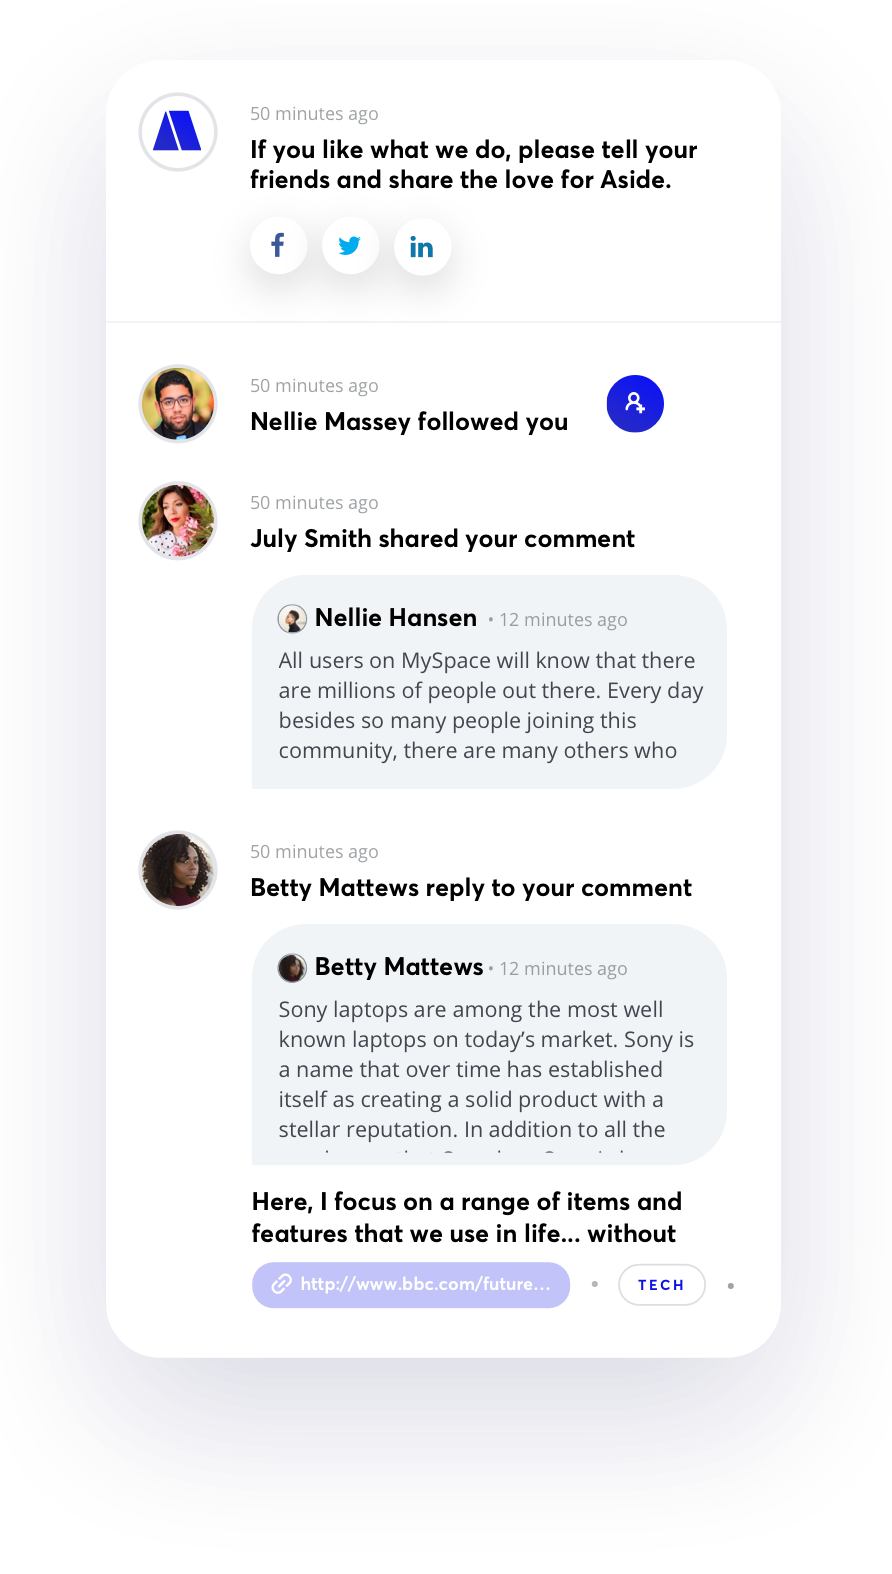 50 minutes ago
If you like what we do, please tell your
friends and share the love for Aside.
50 minutes ago
Nellie Massey followed you
50 minutes ago
July Smith shared your comment
Nellie Hansen • 12 minutes ago
All users on MySpace will know that there
are millions of people out there. Every day
besides so many people joining this
community, there are many others who
50 minutes ago
Betty Mattews reply to your comment
Betty Mattews • 12 minutes ago
Sony laptops are among the most well
known laptops on today’s market. Sony is
a name that over time has established
itself as creating a solid product with a
stellar reputation. In addition to all the
Here, I focus on a range of items and
features that we use in life... without
http://www.bbc.com/future... • TECH •